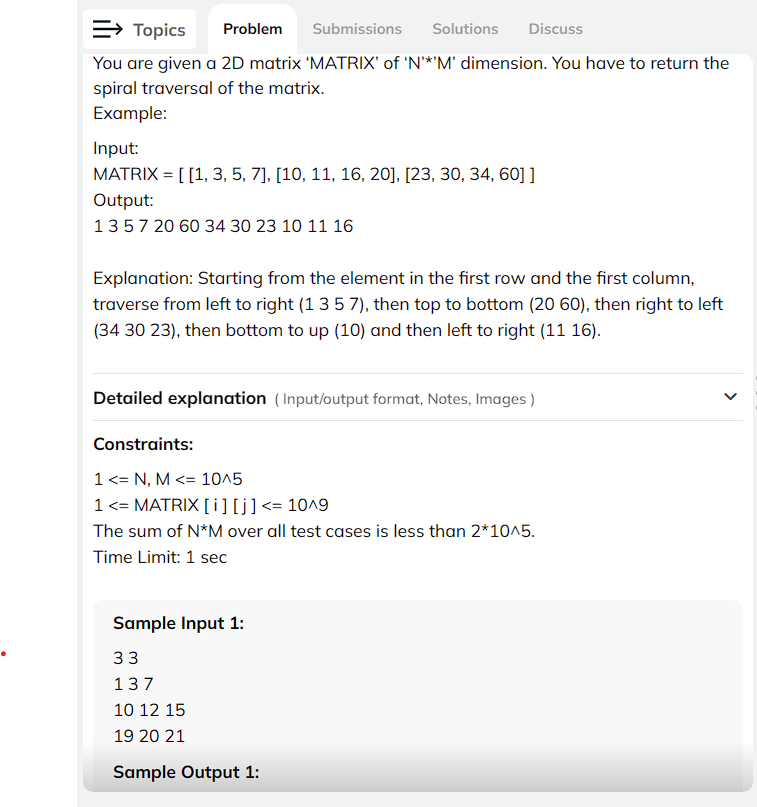 Topics Problem Submissions Solutions Discuss
You are given a 2D matrix ‘MATRIX’ of ‘N’*’M’ dimension. You have to return the
spiral traversal of the matrix.
Example:
Input:
MATRIX = [ [1, 3, 5, 7], [10, 11, 16, 20], [23, 30, 34, 60] ]
Output:
1 3 5 7 20 60 34 30 23 10 11 16
Explanation: Starting from the element in the first row and the first column,
traverse from left to right (1 3 5 7), then top to bottom (20 60), then right to left
(34 30 23), then bottom to up (10) and then left to right (11 16).
Detailed explanation ( Input/output format, Notes, Images )
Constraints:
1 <= N, M <= 10^5
1 <= MATRIX [ i ] [ j ] <= 10^9
The sum of N*M over all test cases is less than 2*10^5.
Time Limit: 1 sec
Sample Input 1:
3 3
1 3 7
10 12 15
19 20 21
Sample Output 1: